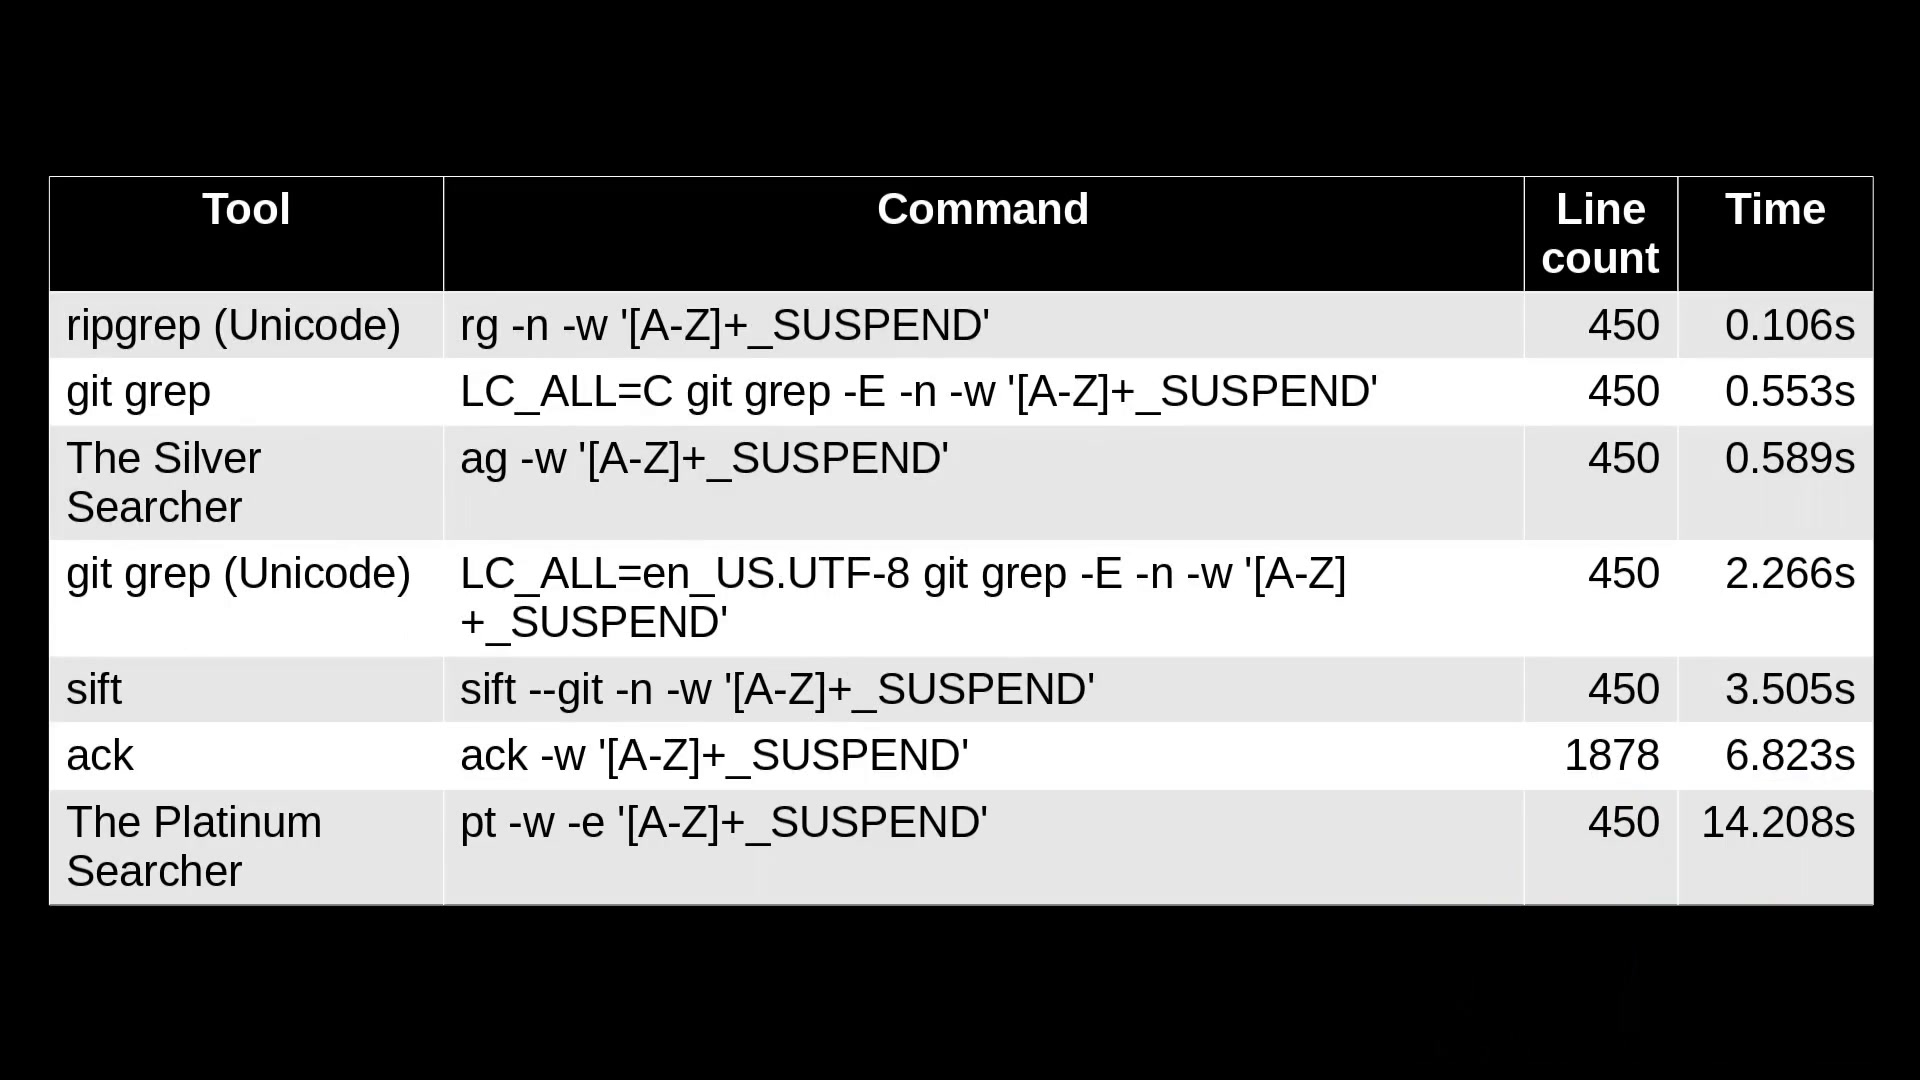 Tool Command Line count Time
ripgrep (Unicode) rg -n -w '[A-Z]+_SUSPEND' 450 0.106s
git grep LC_ALL=C git grep -E -n -w '[A-Z]+_SUSPEND' 450 0.553s
The Silver Searcher ag -w '[A-Z]+_SUSPEND' 450 0.589s
git grep (Unicode) LC_ALL=en_US.UTF-8 git grep -E -n -w '[A-Z]
+_SUSPEND' 450 2.266s
sift sift --git -n -w '[A-Z]+_SUSPEND' 450 3.505s
ack ack -w '[A-Z]+_SUSPEND' 1878 6.823s
The Platinum Searcher pt -w -e '[A-Z]+_SUSPEND' 450 14.208s